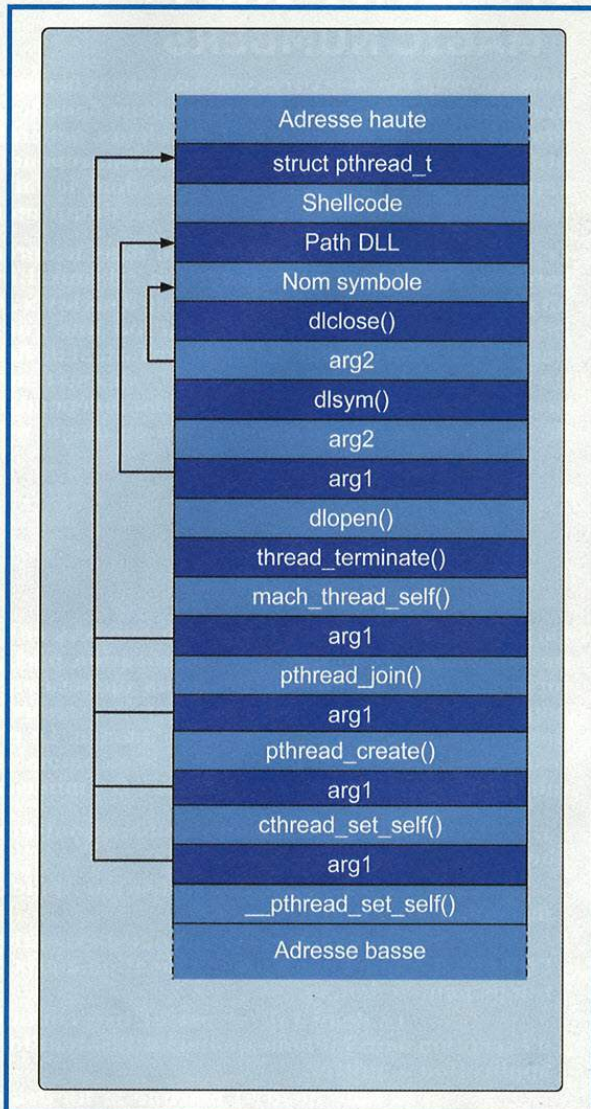 Adresse haute
struct pthread_t
Shellcode
Path DLL
Nom symbole
dlclose()
arg2
dlsym()
arg2
arg1
dlopen()
thread_terminate()
mach_thread_self()
arg1
pthread_join()
arg1
pthread_create()
arg1
cthread_set_self()
arg1
__pthread_set_self()
Adresse basse